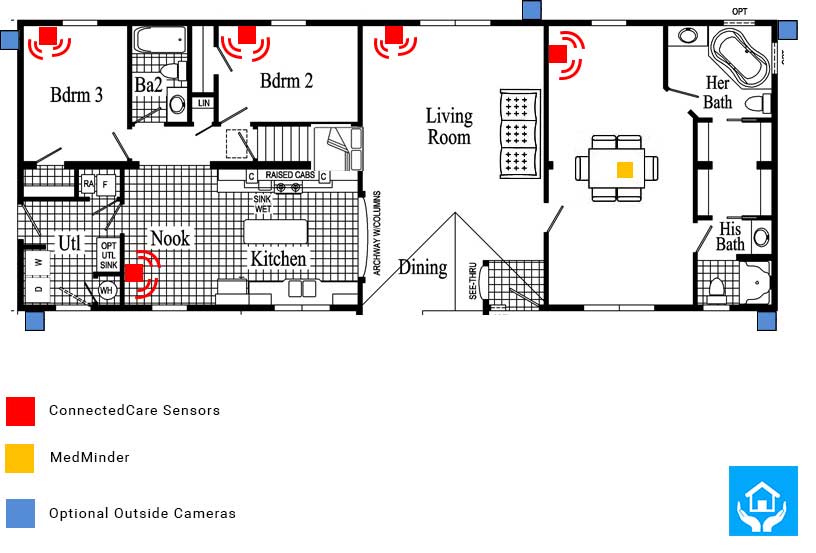 OPT
OPT
Bdrm 3
Ba2
LIN
Bdrm 2
Living
Room
Her
Bath
C
RAISED CABS
C
RA
F
SINK
WET
ARCHWAY W/COLUMNS
Utl
OPT
UTL
SINK
Nook
Kitchen
Dining
SEE-THRU
His
Bath
W
D
WH
ConnectedCare Sensors
MedMinder
Optional Outside Cameras